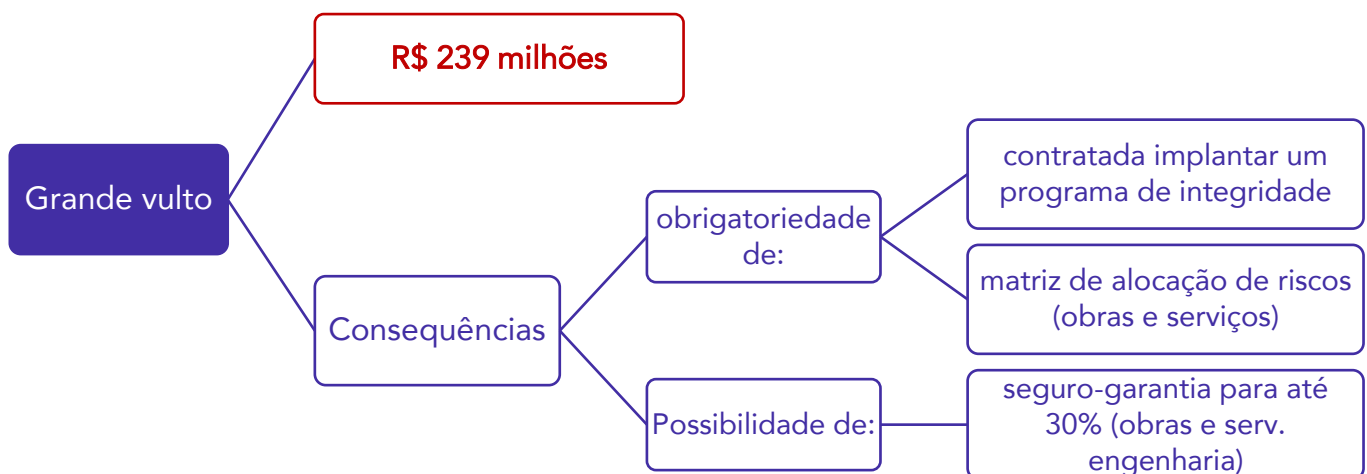 R$ 239 milhões
Grande vulto
Consequências
obrigatoriedade
de:
contratada implantar um
programa de integridade
matriz de alocação de riscos
(obras e serviços)
Possibilidade de:
seguro-garantia para até
30% (obras e serv.
engenharia)